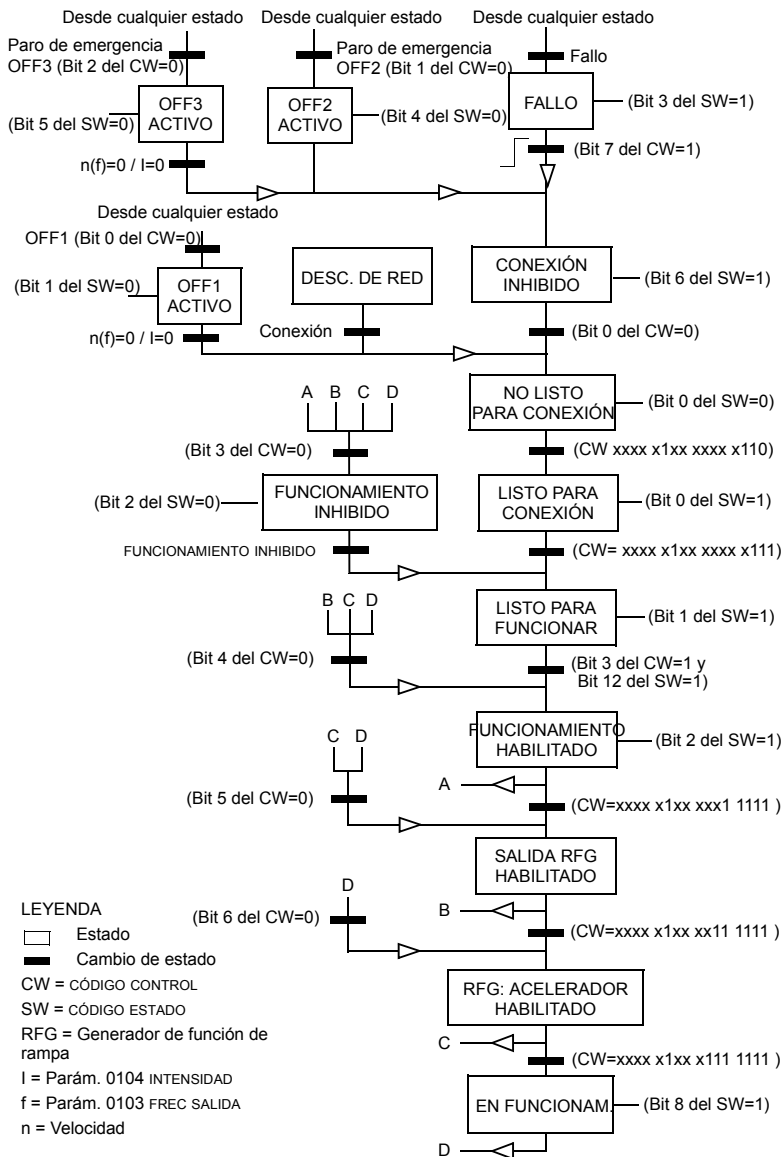 Desde cualquier estado
Desde cualquier estado
Desde cualquier estado
Paro de emergencia
OFF3 (Bit 2 del CW=0)
Paro de emergencia
OFF2 (Bit 1 del CW=0)
Fallo
OFF3
ACTIVO
(Bit 5 del SW=0)
OFF2
ACTIVO
(Bit 4 del SW=0)
FALLO
(Bit 3 del SW=1)
n(f)=0 / I=0
(Bit 7 del CW=1)
Desde cualquier estado
OFF1 (Bit 0 del CW=0)
(Bit 1 del SW=0)
OFF1
ACTIVO
DESC. DE RED
CONEXIÓN
INHIBIDO
(Bit 6 del SW=1)
n(f)=0 / I=0
Conexión
(Bit 0 del CW=0)
A B C D
NO LISTO
PARA CONEXIÓN
(Bit 0 del SW=0)
(Bit 3 del CW=0)
(CW xxxx x1xx xxxx x110)
(Bit 2 del SW=0)
FUNCIONAMIENTO
INHIBIDO
LISTO PARA
CONEXIÓN
(Bit 0 del SW=1)
FUNCIONAMIENTO INHIBIDO
(CW= xxxx x1xx xxxx x111)
B C D
LISTO PARA
FUNCIONAR
(Bit 1 del SW=1)
(Bit 4 del CW=0)
(Bit 3 del CW=1 y
Bit 12 del SW=1)
C D
FUNCIONAMIENTO
HABILITADO
(Bit 2 del SW=1)
A
(Bit 5 del CW=0)
(CW=xxxx x1xx xxx1 1111 )
SALIDA RFG
HABILITADO
D
B
(Bit 6 del CW=0)
(CW=xxxx x1xx xx11 1111 )
RFG: ACELERADOR
HABILITADO
C
(CW=xxxx x1xx x111 1111 )
EN FUNCIONAM.
(Bit 8 del SW=1)
D
LEYENDA
Estado
Cambio de estado
CW = CÓDIGO CONTROL
SW = CÓDIGO ESTADO
RFG = Generador de función de
rampa
I = Parám. 0104 INTENSIDAD
f = Parám. 0103 FREC SALIDA
n = Velocidad